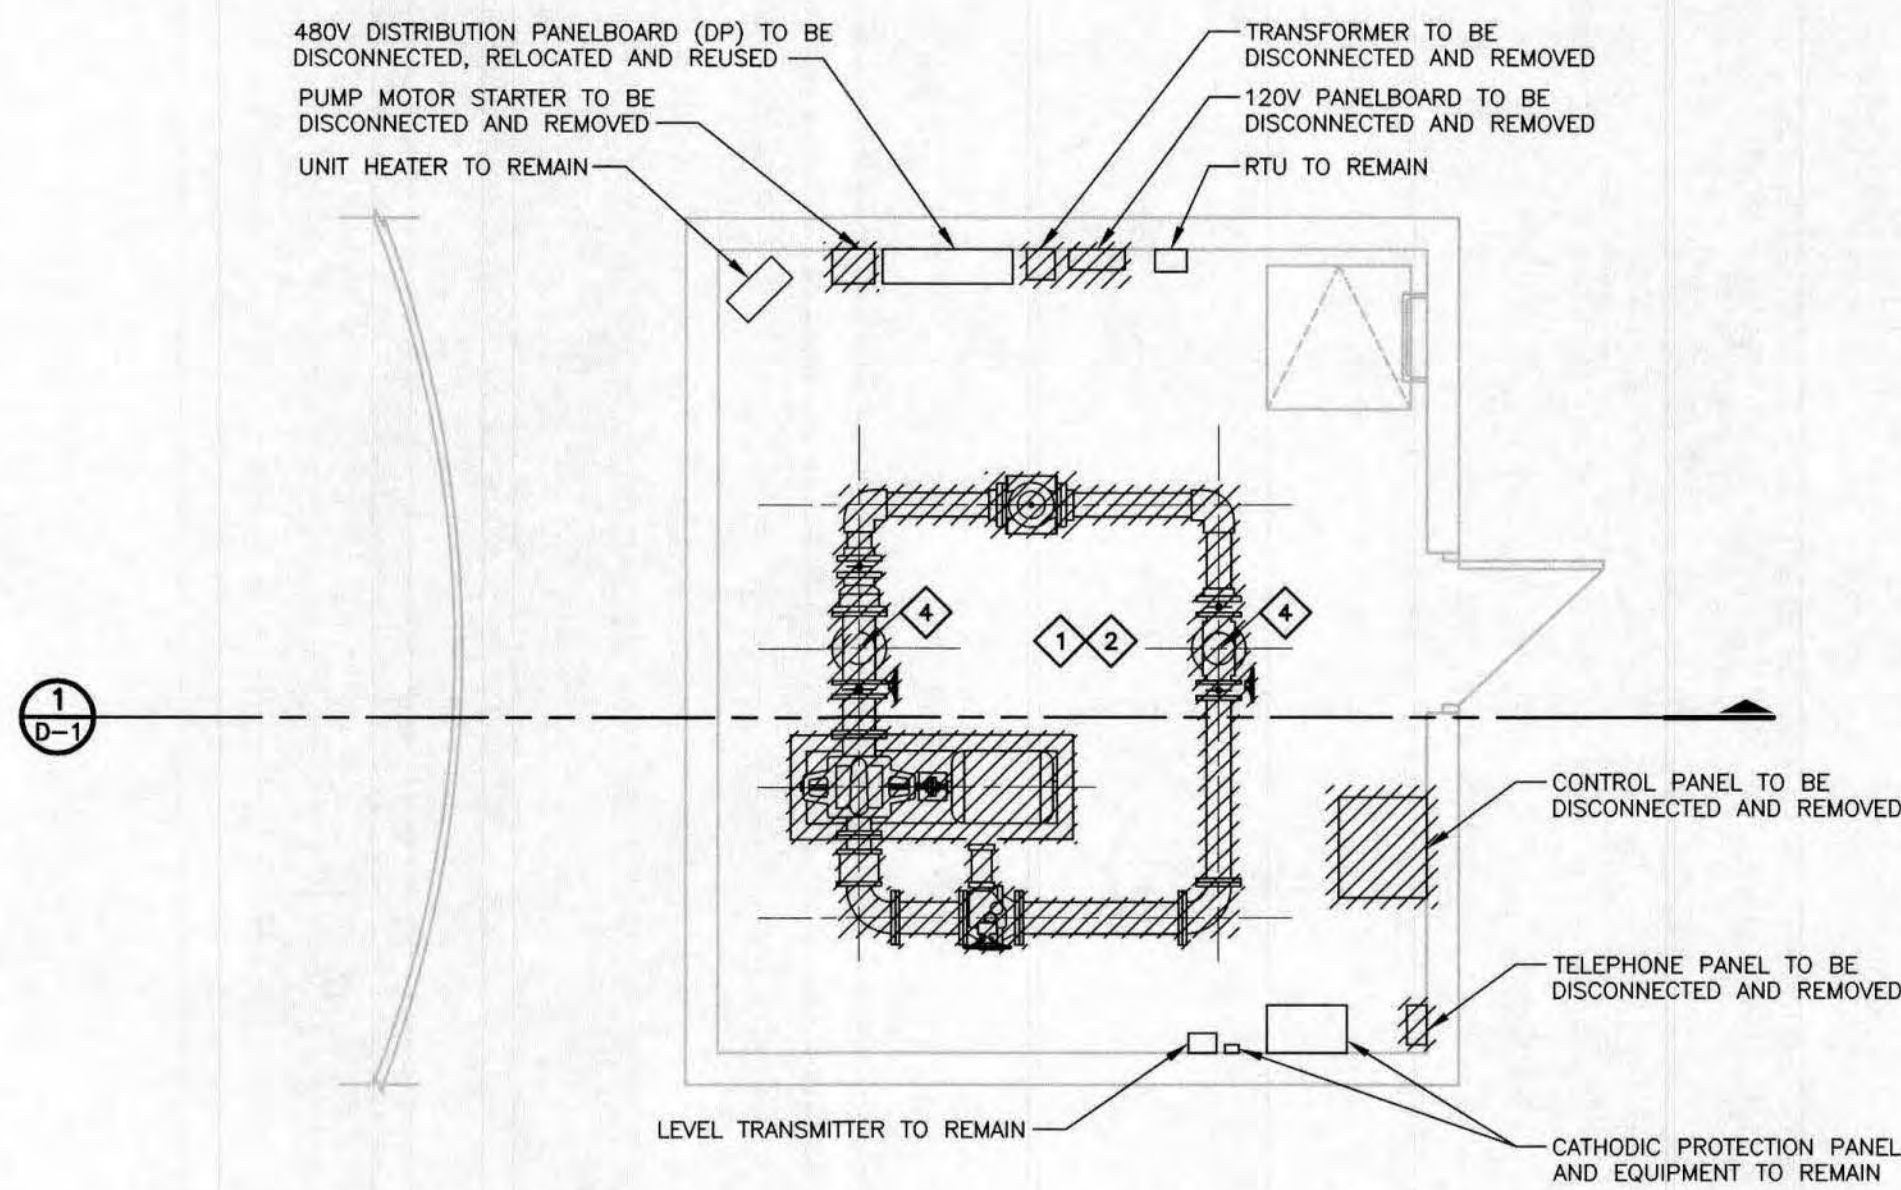 480V DISTRIBUTION PANELBOARD (DP) TO BE
DISCONNECTED, RELOCATED AND REUSED
PUMP MOTOR STARTER TO BE
DISCONNECTED AND REMOVED
UNIT HEATER TO REMAIN
TRANSFORMER TO BE
DISCONNECTED AND REMOVED
120V PANELBOARD TO BE
DISCONNECTED AND REMOVED
RTU TO REMAIN
4
1 2
4
1
D-1
CONTROL PANEL TO BE
DISCONNECTED AND REMOVED
TELEPHONE PANEL TO BE
DISCONNECTED AND REMOVED
LEVEL TRANSMITTER TO REMAIN
CATHODIC PROTECTION PANEL
AND EQUIPMENT TO REMAIN